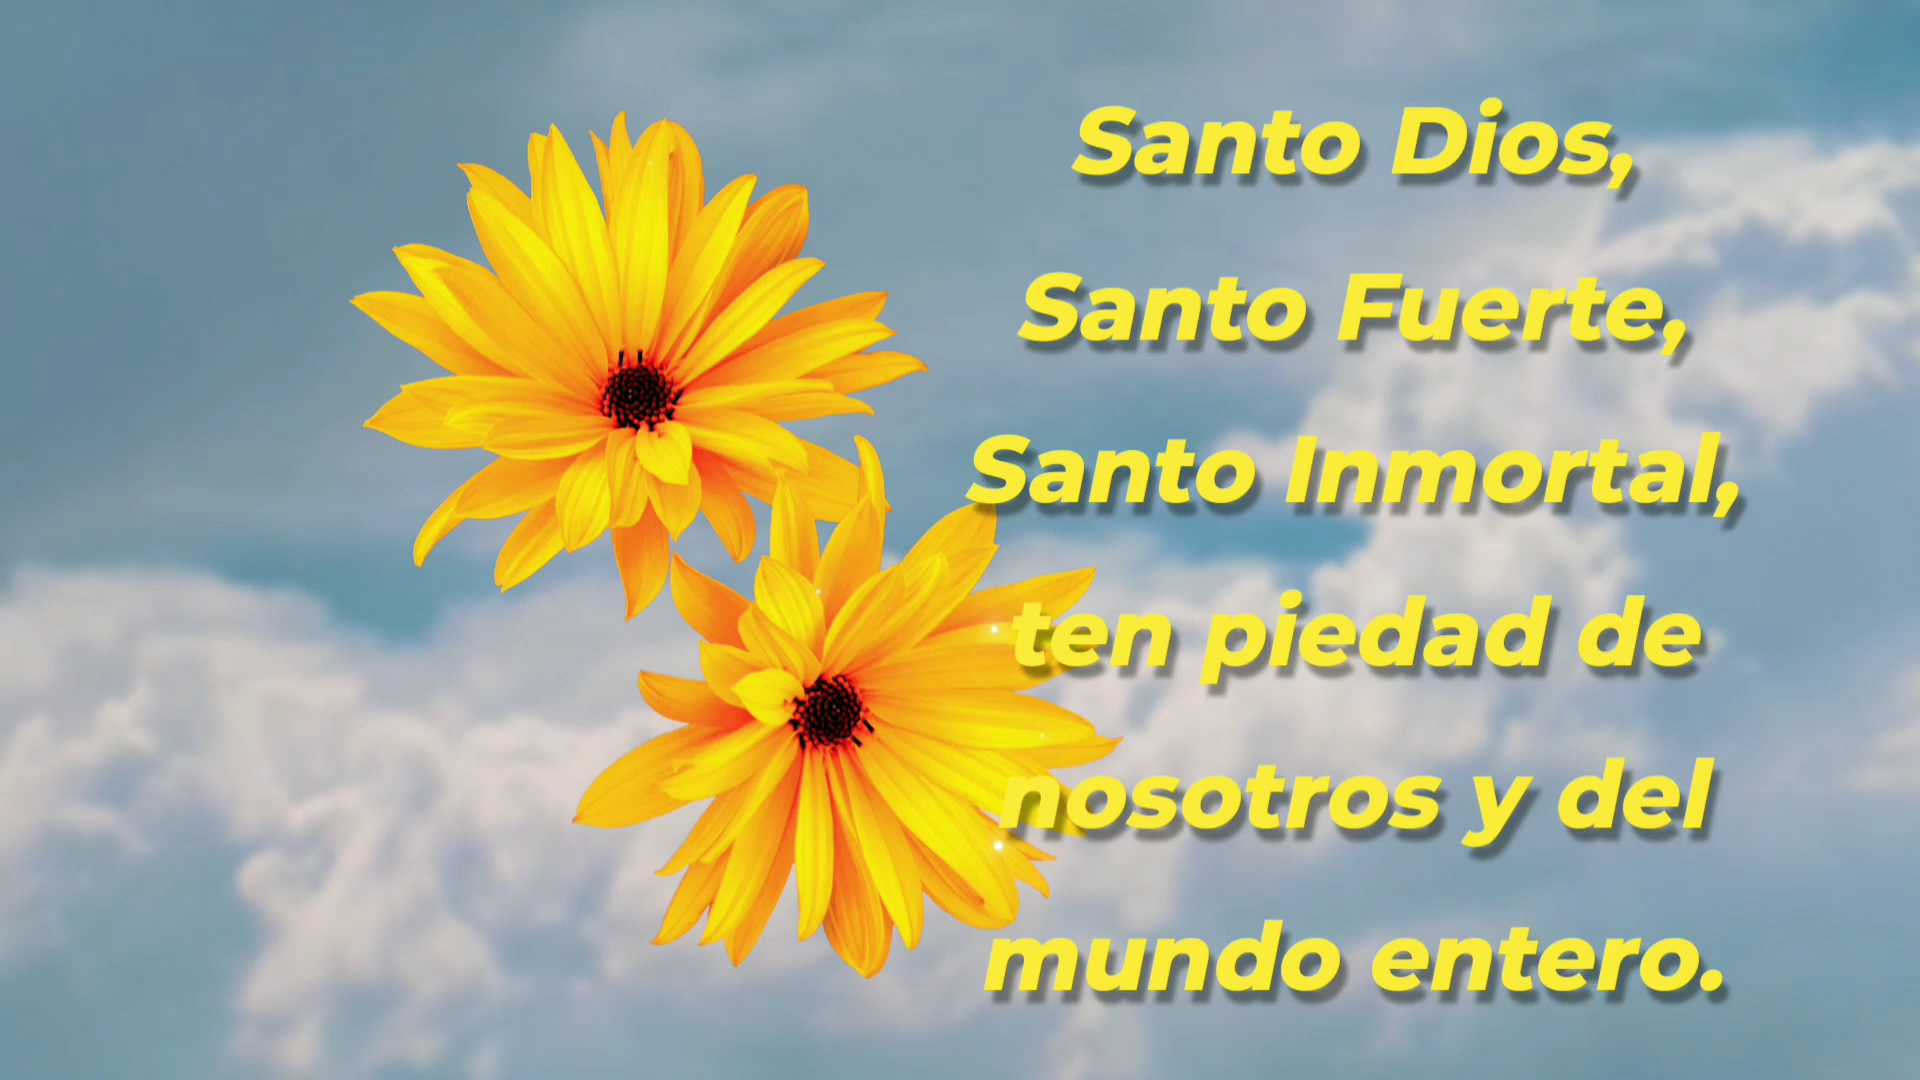 Santo Dios,
Santo Fuerte,
Santo Inmortal,
ten piedad de
nosotros y del
mundo entero.